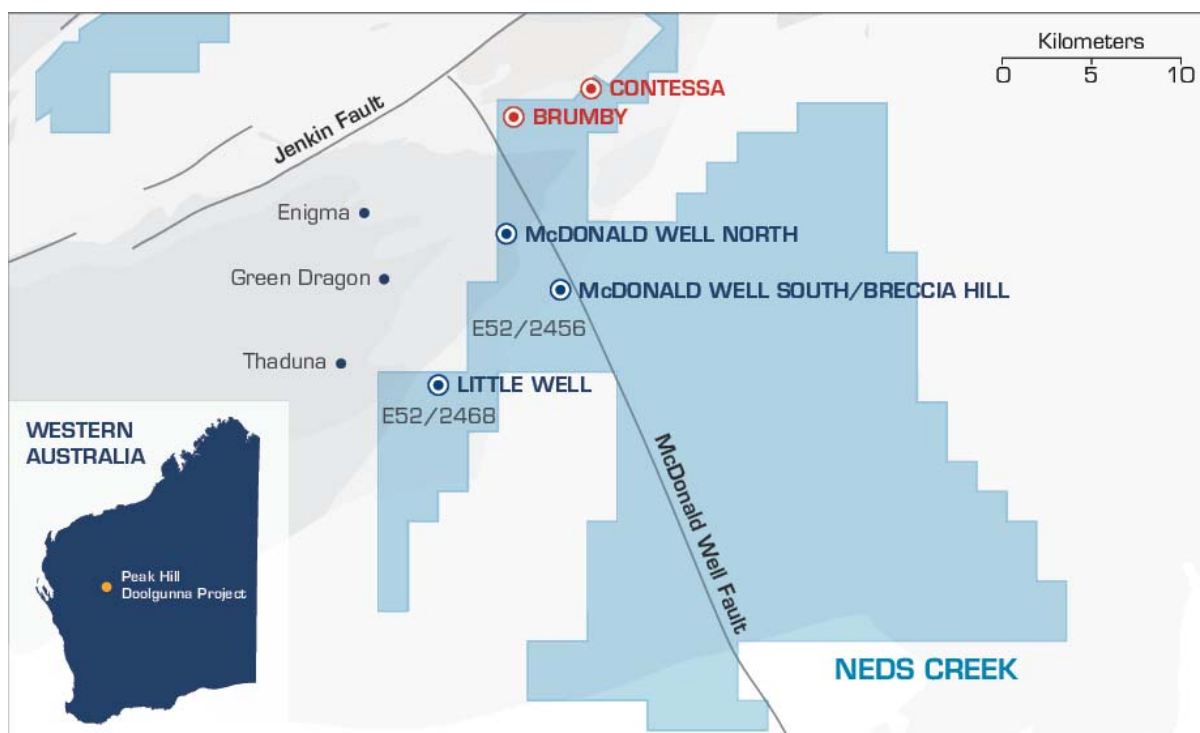 Kilometers
0 5 10
CONTESSA
BRUMBY
Jenkin Fault
Enigma
McDONALD WELL NORTH
Green Dragon
McDONALD WELL SOUTH/BRECCIA HILL
E52/2456
Thaduna
LITTLE WELL
E52/2468
WESTERN
AUSTRALIA
McDonald Well Fault
Peak Hill
Doolgunna Project
NEDS CREEK